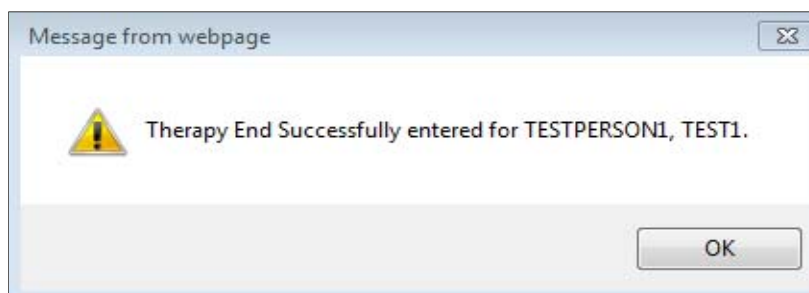 Message from webpage
Therapy End Successfully entered for TESTPERSON1, TEST1.
OK